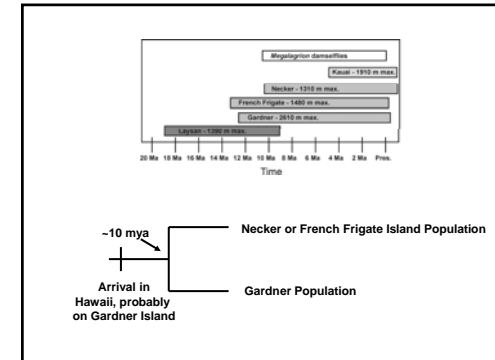 Megalagrion damselflies
Kauai - 1910 m max.
Necker - 1310 m max.
French Frigate - 1480 m max.
Gardner - 2610 m max.
Laysan - 1390 m max.
20 Ma 18 Ma 16 Ma 14 Ma 12 Ma 10 Ma 8 Ma 6 Ma 4 Ma 2 Ma Pres.
Time
~10 mya
Necker or French Frigate Island Population
Arrival in
Hawaii, probably
on Gardner Island
Gardner Population